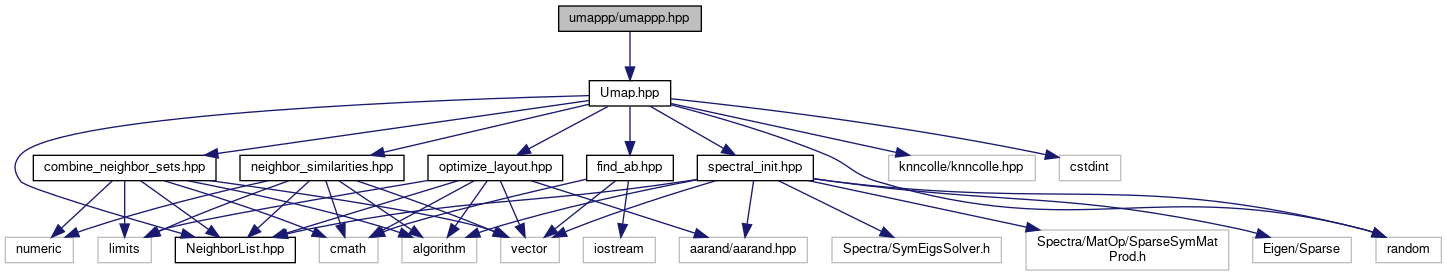 umappp/umappp.hpp
Umap.hpp
combine_neighbor_sets.hpp
neighbor_similarities.hpp
optimize_layout.hpp
find_ab.hpp
spectral_init.hpp
knncolle/knncolle.hpp
cstdint
numeric
limits
NeighborList.hpp
cmath
algorithm
vector
iostream
aarand/aarand.hpp
Spectra/SymEigsSolver.h
Spectra/MatOp/SparseSymMat
Prod.h
Eigen/Sparse
random